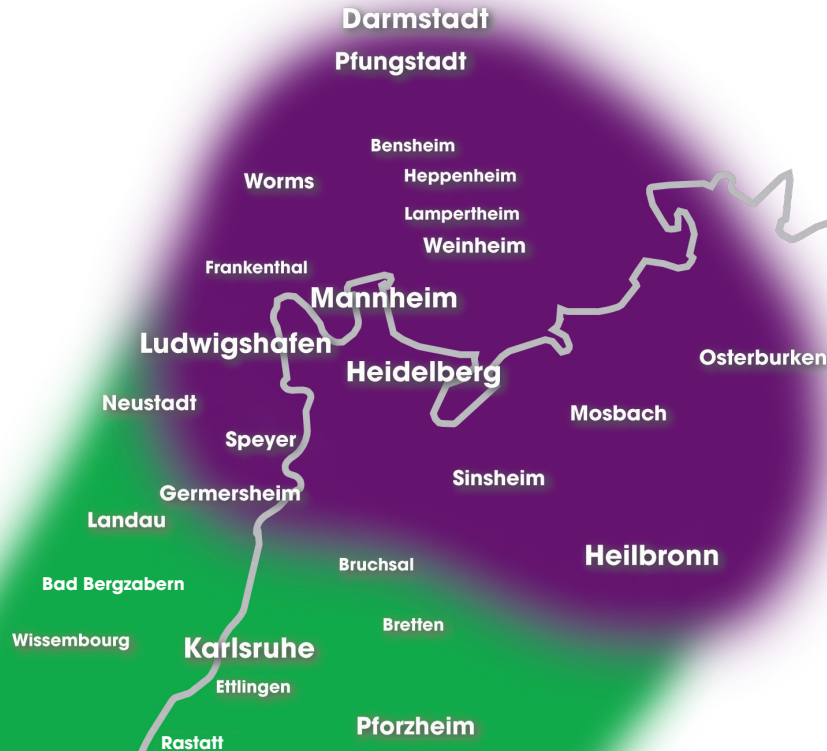 Darmstadt
Pfungstadt
Bensheim
Heppenheim
Worms
Lampertheim
Weinheim
Frankenthal
Mannheim
Ludwigshafen
Osterburken
Heidelberg
Neustadt
Mosbach
Speyer
Sinsheim
Germersheim
Landau
Heilbronn
Bruchsal
Bad Bergzabern
Bretten
Wissembourg
Karlsruhe
Ettlingen
Pforzheim
Rastatt